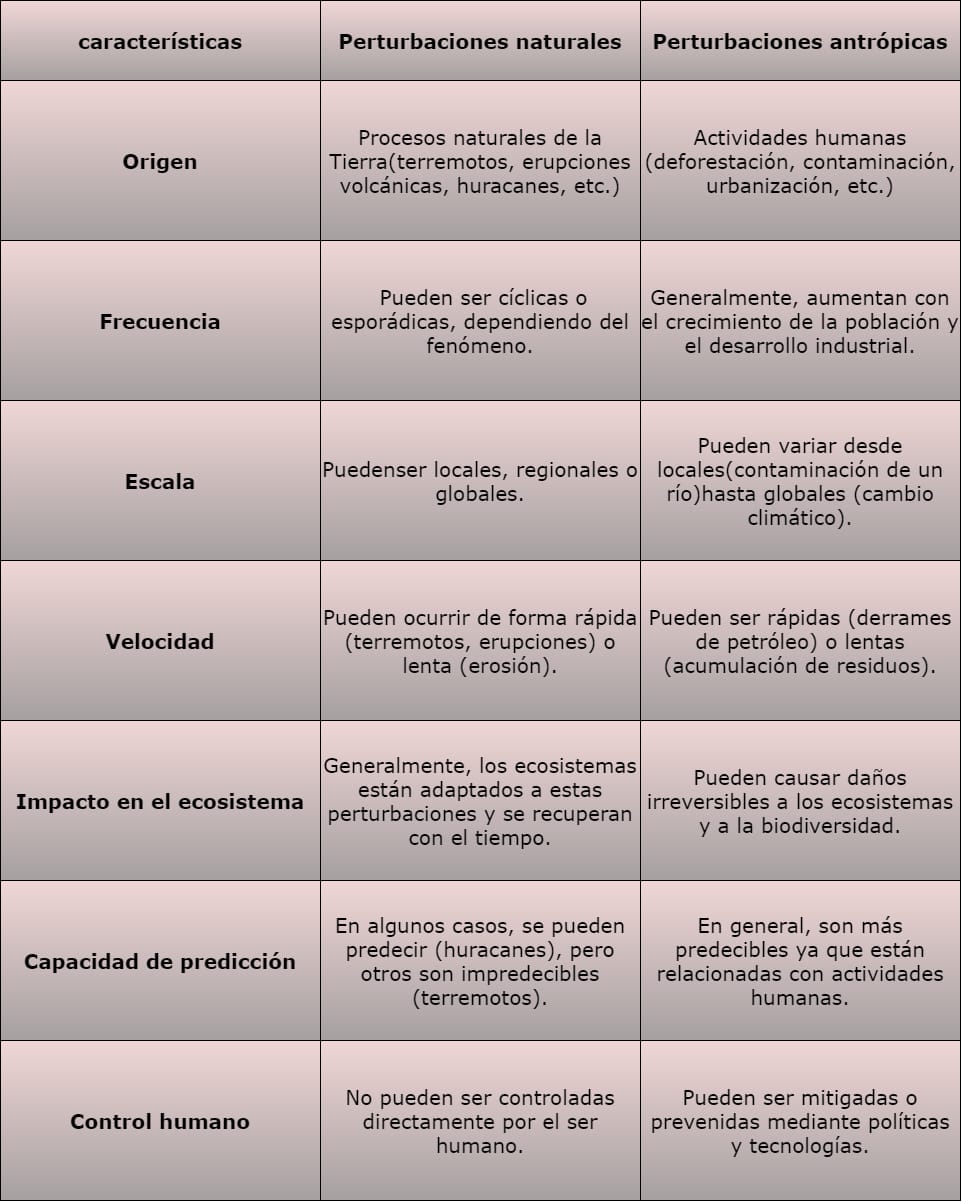 características
Perturbaciones naturales
Perturbaciones antrópicas
Origen
Procesos naturales de la
Tierra(terremotos, erupciones
volcánicas, huracanes, etc.)
Actividades humanas
(deforestación, contaminación,
urbanización, etc.)
Frecuencia
Pueden ser cíclicas o
esporádicas, dependiendo del
fenómeno.
Generalmente, aumentan con
el crecimiento de la población y
el desarrollo industrial.
Escala
Puedenser locales, regionales o
globales.
Pueden variar desde
locales(contaminación de un
río)hasta globales (cambio
climático).
Velocidad
Pueden ocurrir de forma rápida
(terremotos, erupciones) o
lenta (erosión).
Pueden ser rápidas (derrames
de petróleo) o lentas
(acumulación de residuos).
Impacto en el ecosistema
Generalmente, los ecosistemas
están adaptados a estas
perturbaciones y se recuperan
con el tiempo.
Pueden causar daños
irreversibles a los ecosistemas
y a la biodiversidad.
Capacidad de predicción
En algunos casos, se pueden
predecir (huracanes), pero
otros son impredecibles
(terremotos).
En general, son más
predecibles ya que están
relacionadas con actividades
humanas.
Control humano
No pueden ser controladas
directamente por el ser
humano.
Pueden ser mitigadas o
prevenidas mediante políticas
y tecnologías.